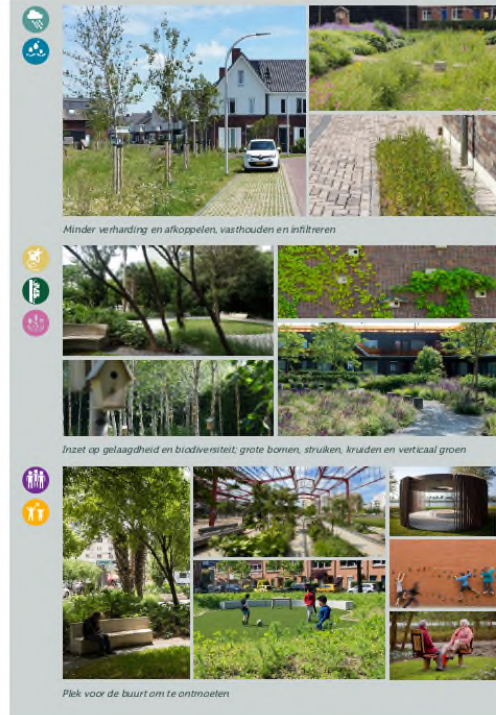 Minder verharding en afkoppelen, vasthouden en infiltreren
Inzet op gelaagdheid en biodiversiteit; grote bomen, struiken, kruiden en verticaal groen
Plek voor de buurt om te ontmoeten